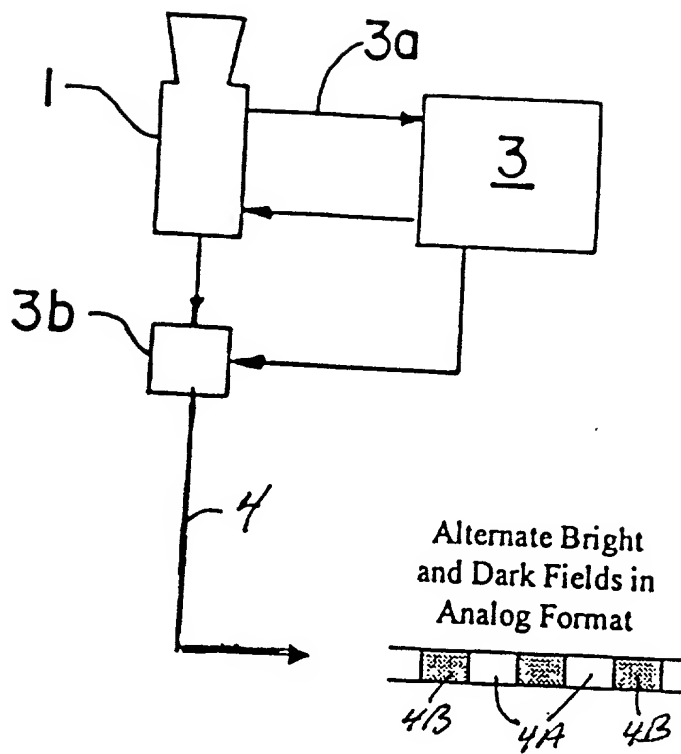 3a
1
3
3b
4
Alternate Bright
and Dark Fields in
Analog Format
4B 4A 4B